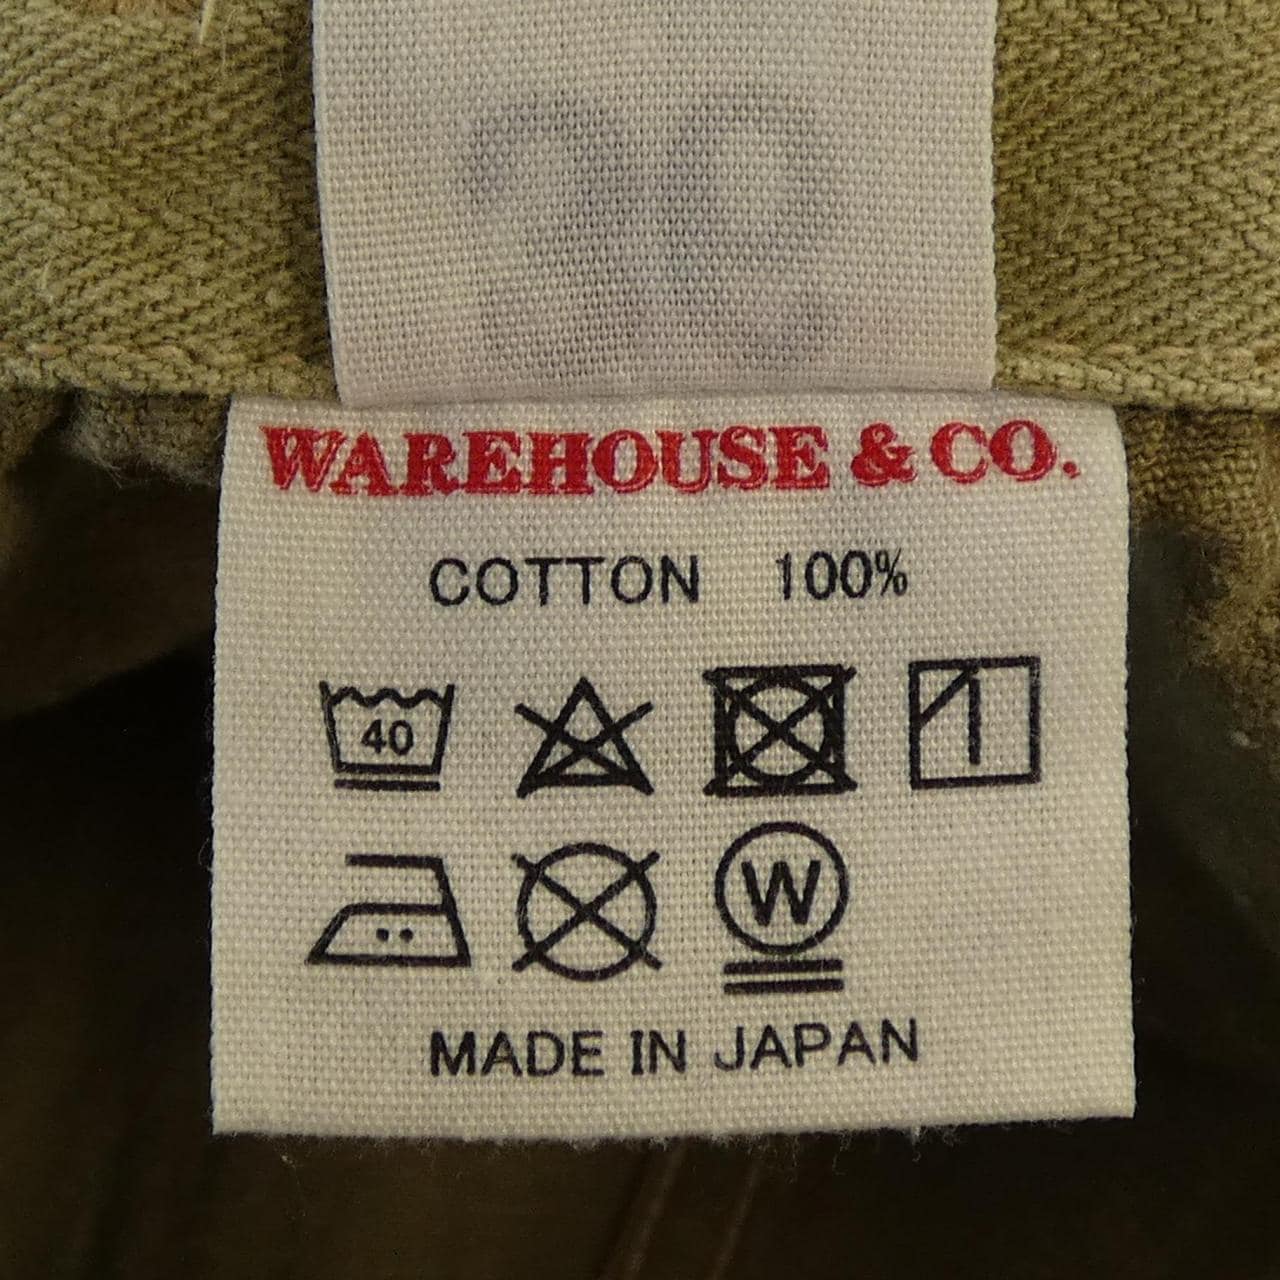 WAREHOUSE & CO.
COTTON 100%
40
W
MADE IN JAPAN